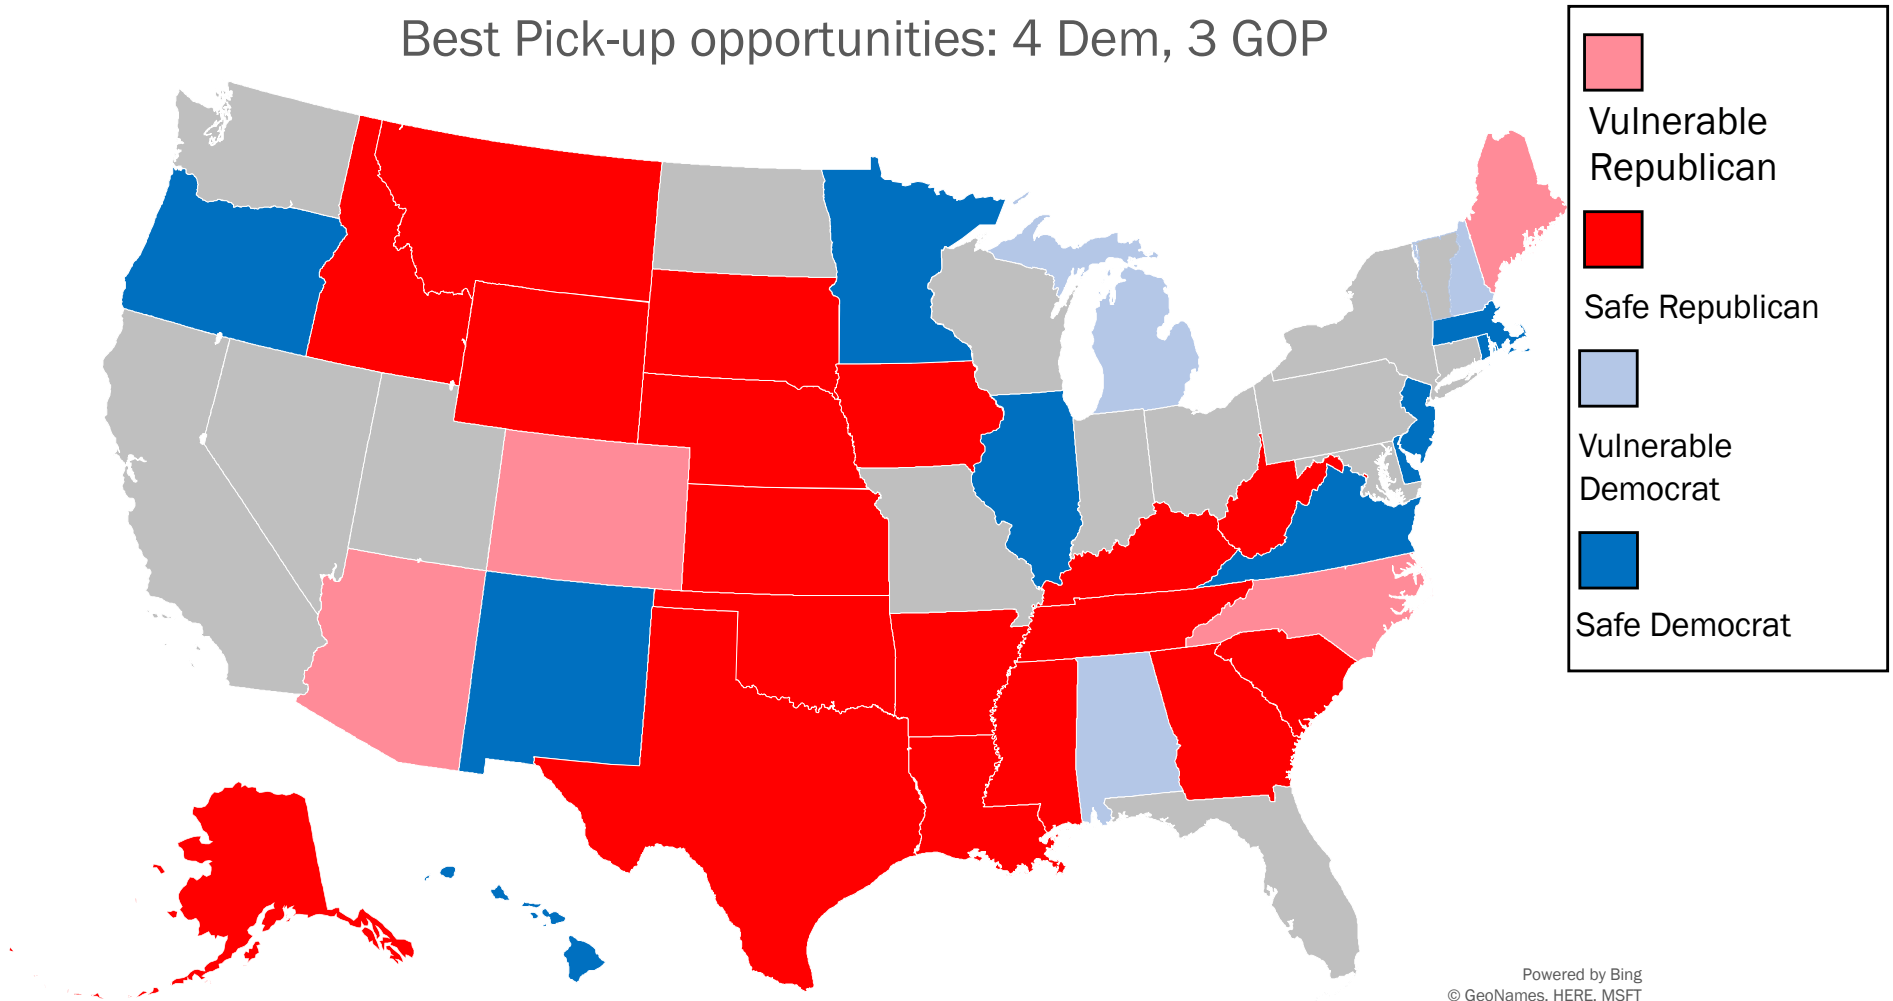 Best Pick-up opportunities: 4 Dem, 3 GOP
Vulnerable
Republican
Safe Republican
Vulnerable
Democrat
Safe Democrat
Powered by Bing
© GeoNames, HERE, MSFT